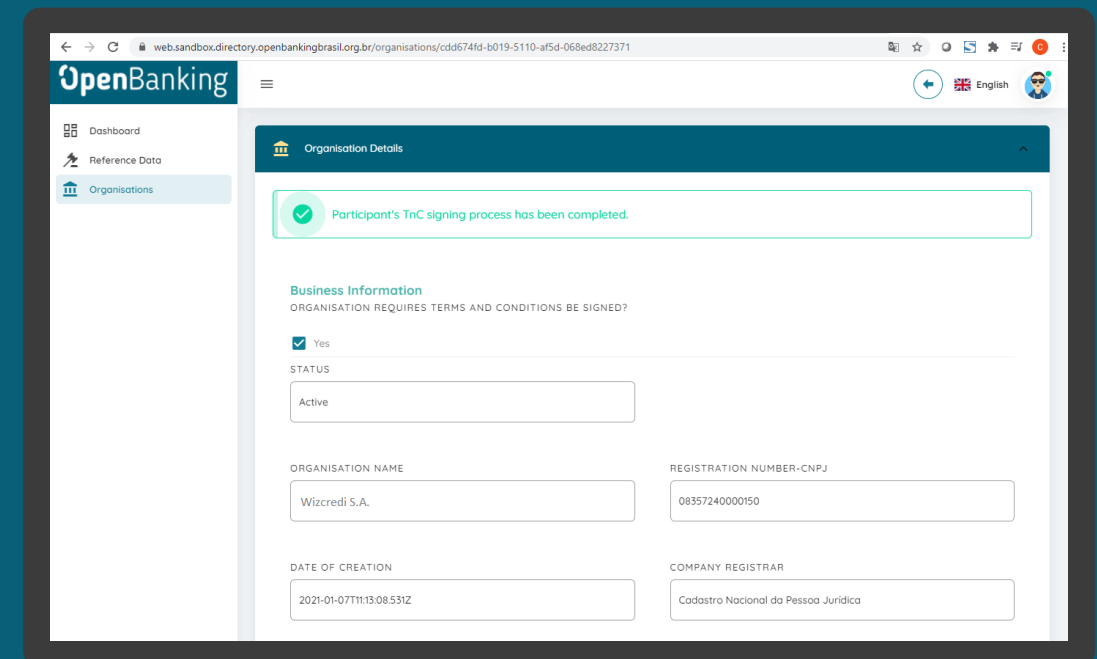 web.sandbox.directory.openbankingbrasil.org.br/organisations/cdd674fd-b019-5110-af5d-068ed8227371
C
OpenBanking
English
Dashboard
Reference Data
Organisations
Organisation Details
Participant's TnC signing process has been completed.
Business Information
ORGANISATION REQUIRES TERMS AND CONDITIONS BE SIGNED?
Yes
STATUS
Active
ORGANISATION NAME
REGISTRATION NUMBER-CNPJ
Wizcredi S.A.
08357240000150
DATE OF CREATION
COMPANY REGISTRAR
2021-01-07T11:13:08.531Z
Cadastro Nacional da Pessoa Jurídica